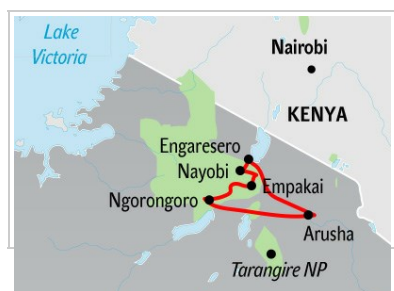 Lake
Victoria
Nairobi
KENYA
Engaresero
Nayobi
Empakai
Ngorongoro
Arusha
Tarangire NP